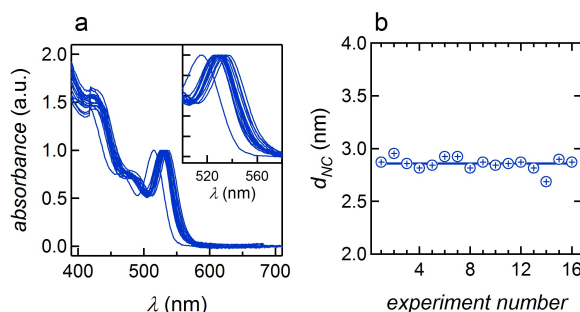 a
absorbance (a.u.)
2.0
1.5
1.0
0.5
0.0
400
500
600
700
λ (nm)
520
560
λ (nm)
b
d_NC (nm)
4.0
3.5
3.0
2.5
2.0
4
8
12
16
experiment number